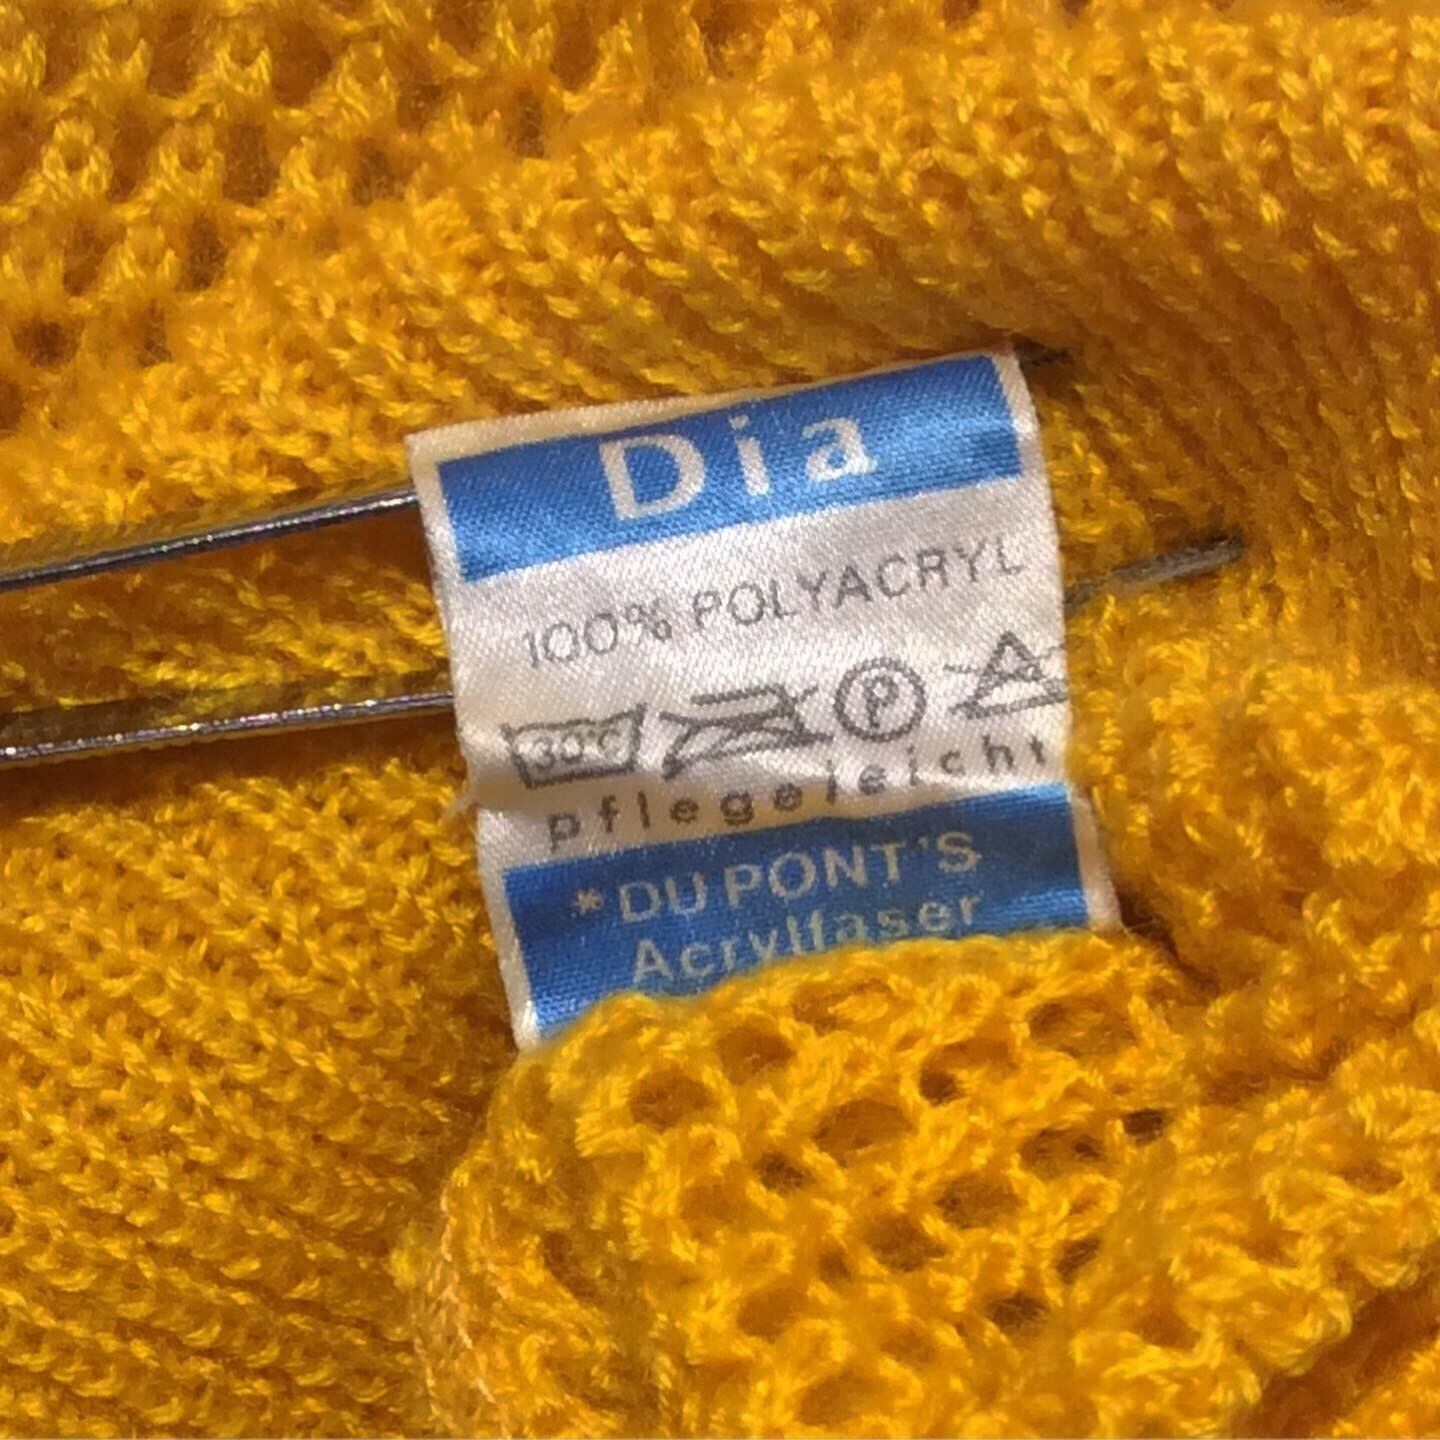 Dia
100% POLYACRYL
30°C P
pflegeleicht
*DU PONT'S
Acrylfaser